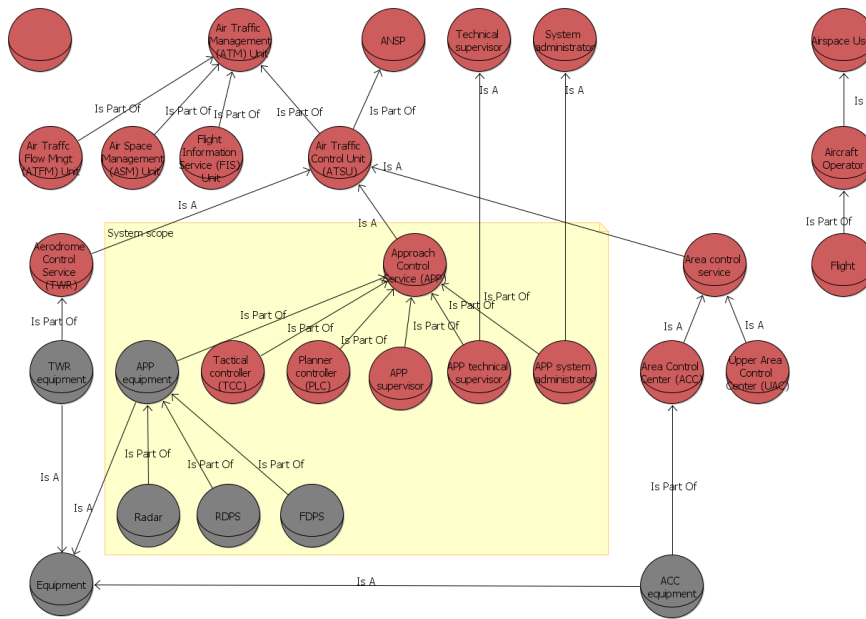 Air Traffic
Management
(ATM) Unit
ANSP
Technical
supervisor
System
administrator
Airspace Us
Is Part Of
Is Part Of
Is Part Of
Is Part Of
Is Part Of
Is A
Is A
Is
Air Traffc
Flow Mngt
(ATFM) Unit
Air Space
Management
(ASM) Unit
Flight
Information
Service (FIS)
Unit
Air Traffic
Control Unit
(ATSU)
Aircraft
Operator
Is A
Is A
Is A
Is Part Of
System scope
Aerodrome
Control
Service
(TWR)
Approach
Control
Service (APP)
Area control
service
Flight
Is Part Of
Is Part Of
Is Part Of
Is Part Of
Is Part Of
Is Part Of
Is A
Is A
TWR
equipment
APP
equipment
Tactical
controller
(TCC)
Planner
controller
(PLC)
APP
supervisor
APP technical
supervisor
APP system
administrator
Area Control
Center (ACC)
Upper Area
Control
Center (UAC)
Is Part Of
Is Part Of
Is Part Of
Is A
Is A
Is Part Of
Radar
RDPS
FDPS
Equipment
Is A
ACC
equipment